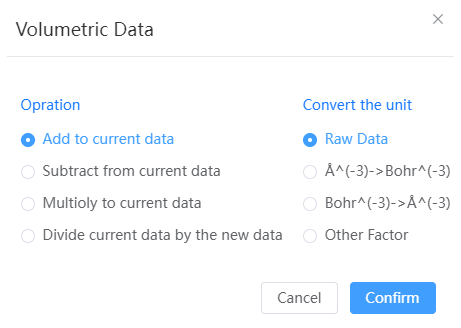 Volumetric Data
Opration
Convert the unit
Add to current data
Raw Data
Subtract from current data
Å^(-3)->Bohr^(-3)
Multioly to current data
Bohr^(-3)->Å^(-3)
Divide current data by the new data
Other Factor
Cancel
Confirm